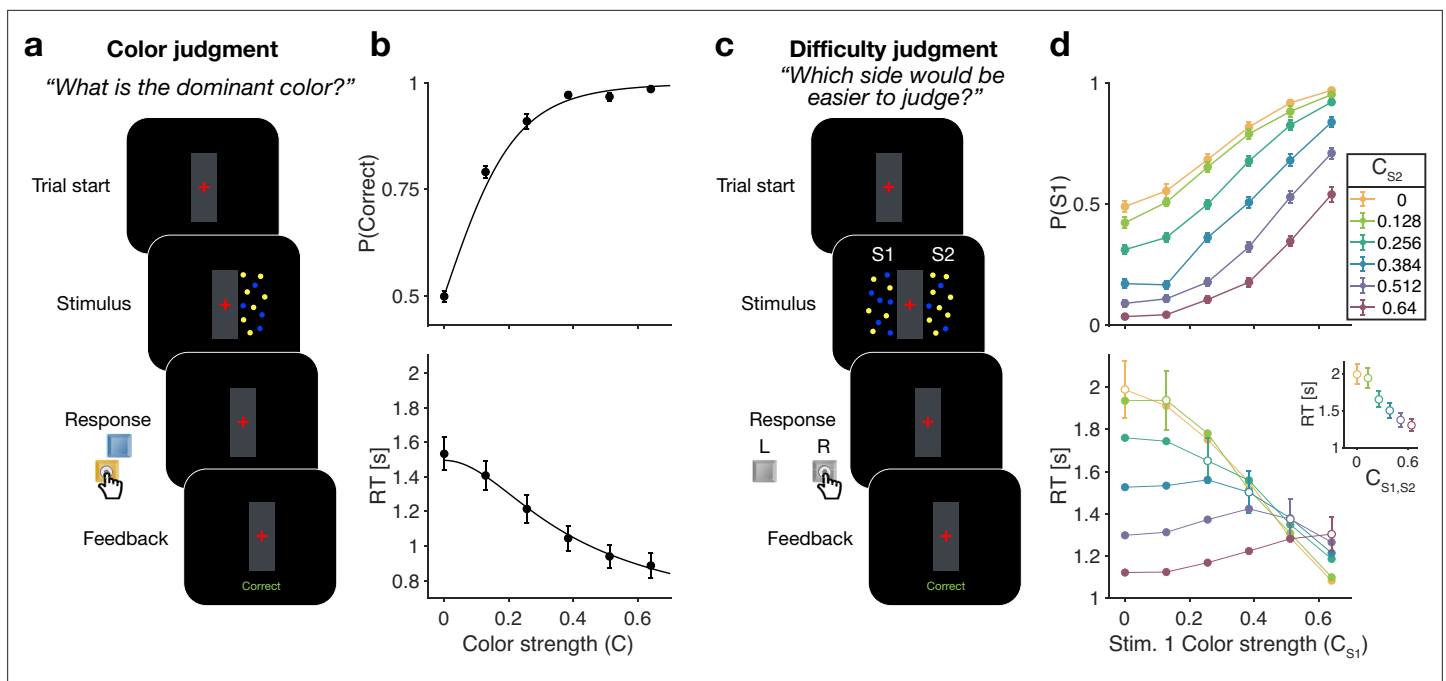 a
Color judgment
“What is the dominant color?”
Trial start
Stimulus
Response
Feedback
Correct
b
P(Correct)
1
0.75
0.5
RT [s]
1.8
1.6
1.4
1.2
1
0.8
0
0.2
0.4
0.6
Color strength (C)
c
Difficulty judgment
“Which side would be
easier to judge?”
Trial start
S1 S2
Stimulus
Response
L R
Feedback
Correct
d
P(S1)
1
0.5
0
C_S2
0
0.128
0.256
0.384
0.512
0.64
RT [s]
2
1.8
1.6
1.4
1.2
1
0 0.2 0.4 0.6
Stim. 1 Color strength (C_S1)
RT [s]
2
1.5
1
0 0.6
C_S1,S2